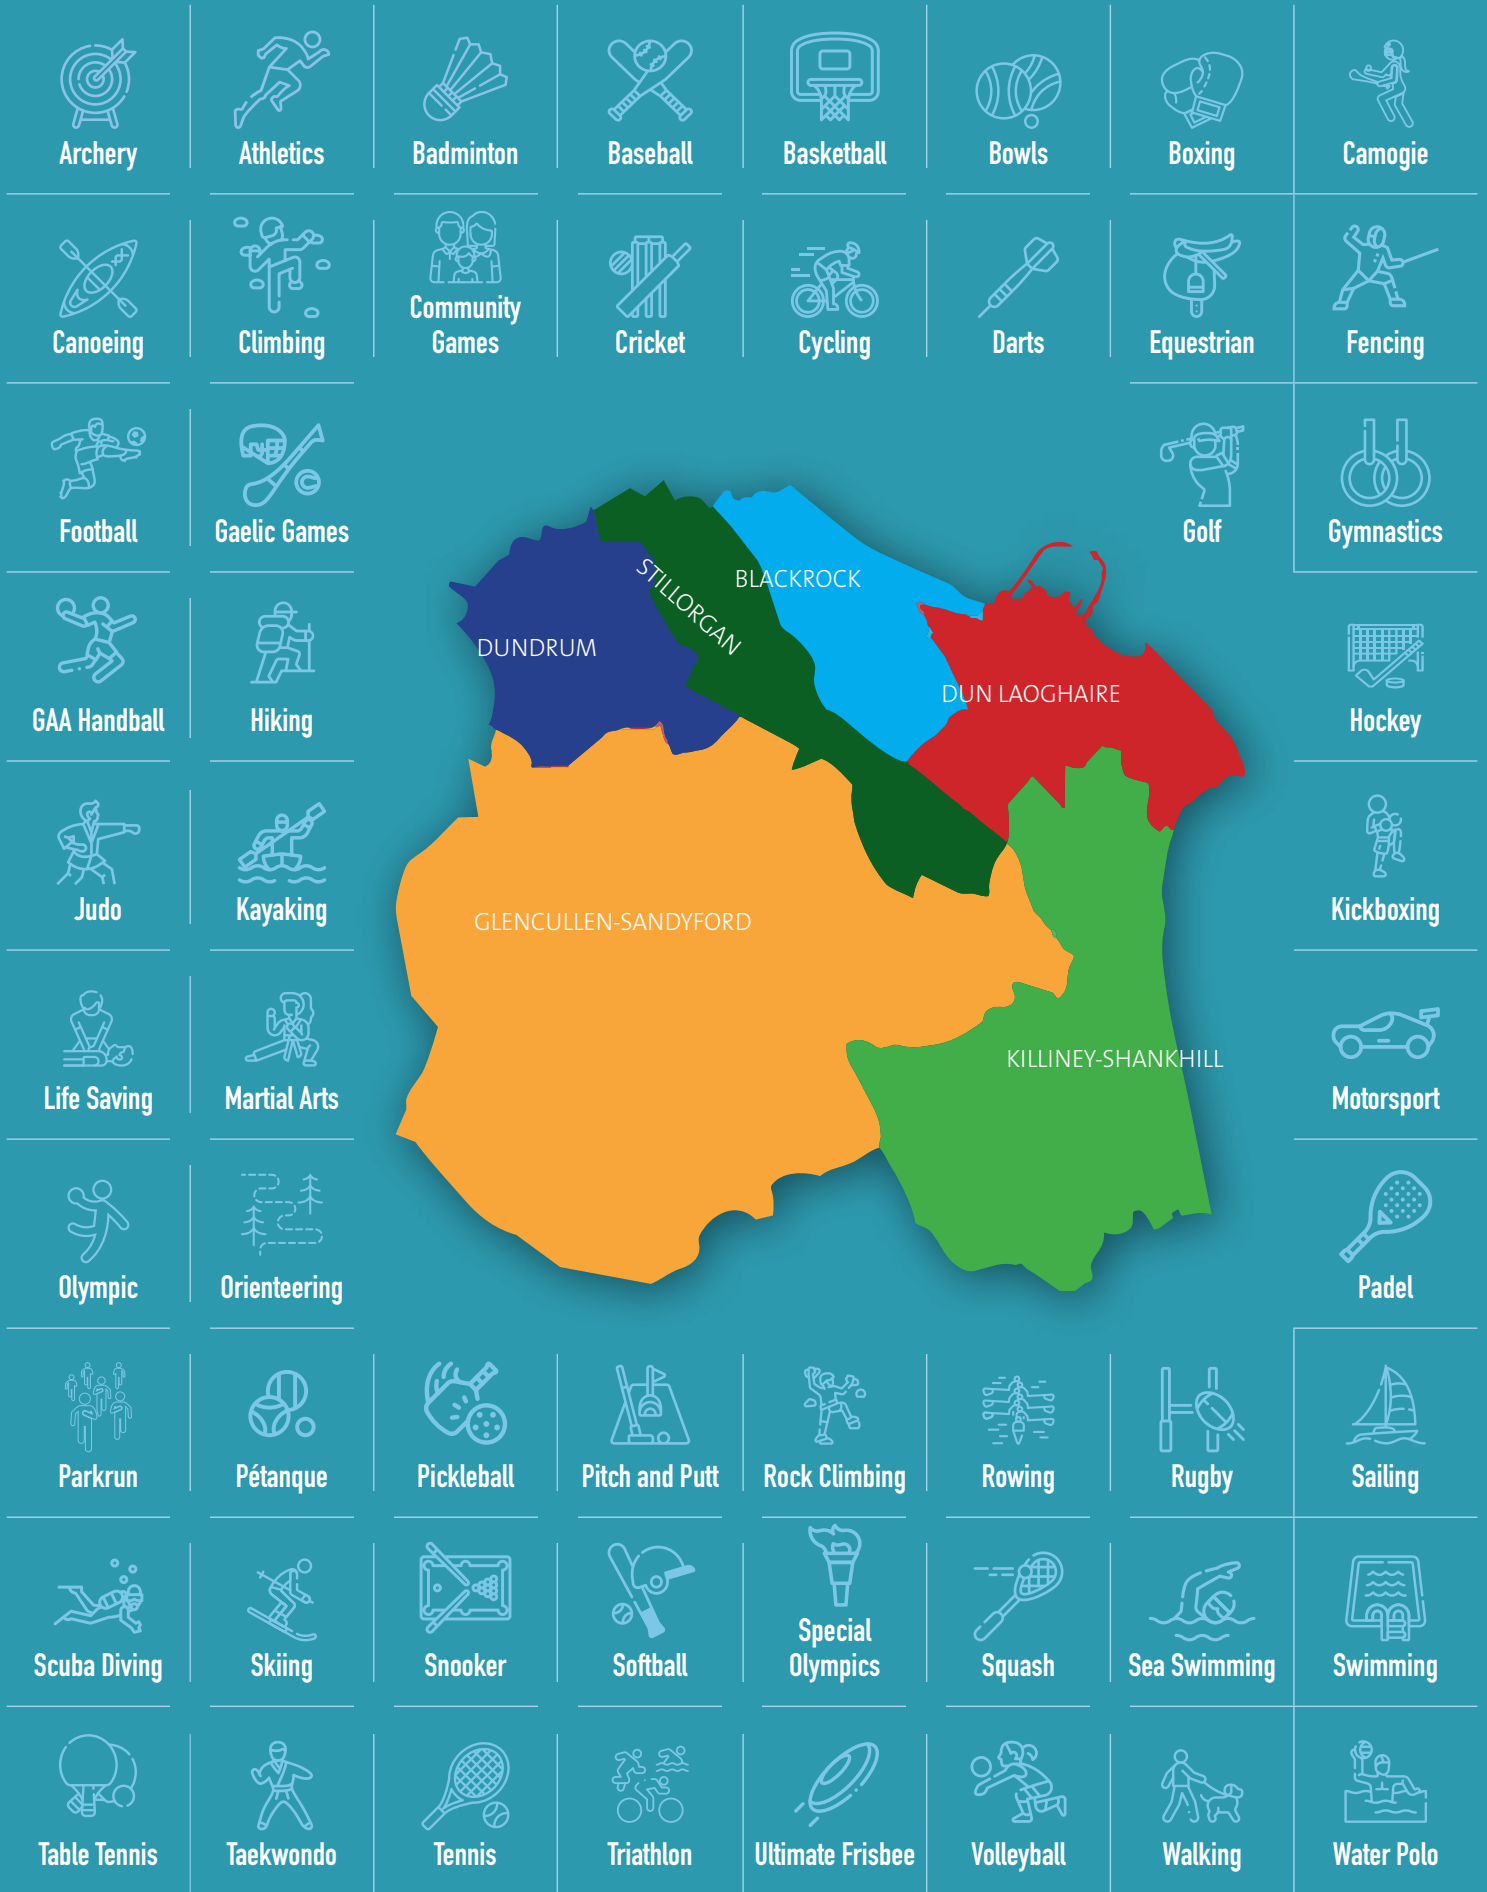 Archery
Athletics
Badminton
Baseball
Basketball
Bowls
Boxing
Camogie
Canoeing
Climbing
Community
Games
Cricket
Cycling
Darts
Equestrian
Fencing
Football
Gaelic Games
Golf
Gymnastics
STILLORGAN
BLACKROCK
DUNDRUM
DUN LAOGHAIRE
GAA Handball
Hiking
Hockey
Judo
Kayaking
Kickboxing
GLENCULLEN-SANDYFORD
KILLINEY-SHANKHILL
Life Saving
Martial Arts
Motorsport
Olympic
Orienteering
Padel
Parkrun
Pétanque
Pickleball
Pitch and Putt
Rock Climbing
Rowing
Rugby
Sailing
Scuba Diving
Skiing
Snooker
Softball
Special
Olympics
Squash
Sea Swimming
Swimming
Table Tennis
Taekwondo
Tennis
Triathlon
Ultimate Frisbee
Volleyball
Walking
Water Polo